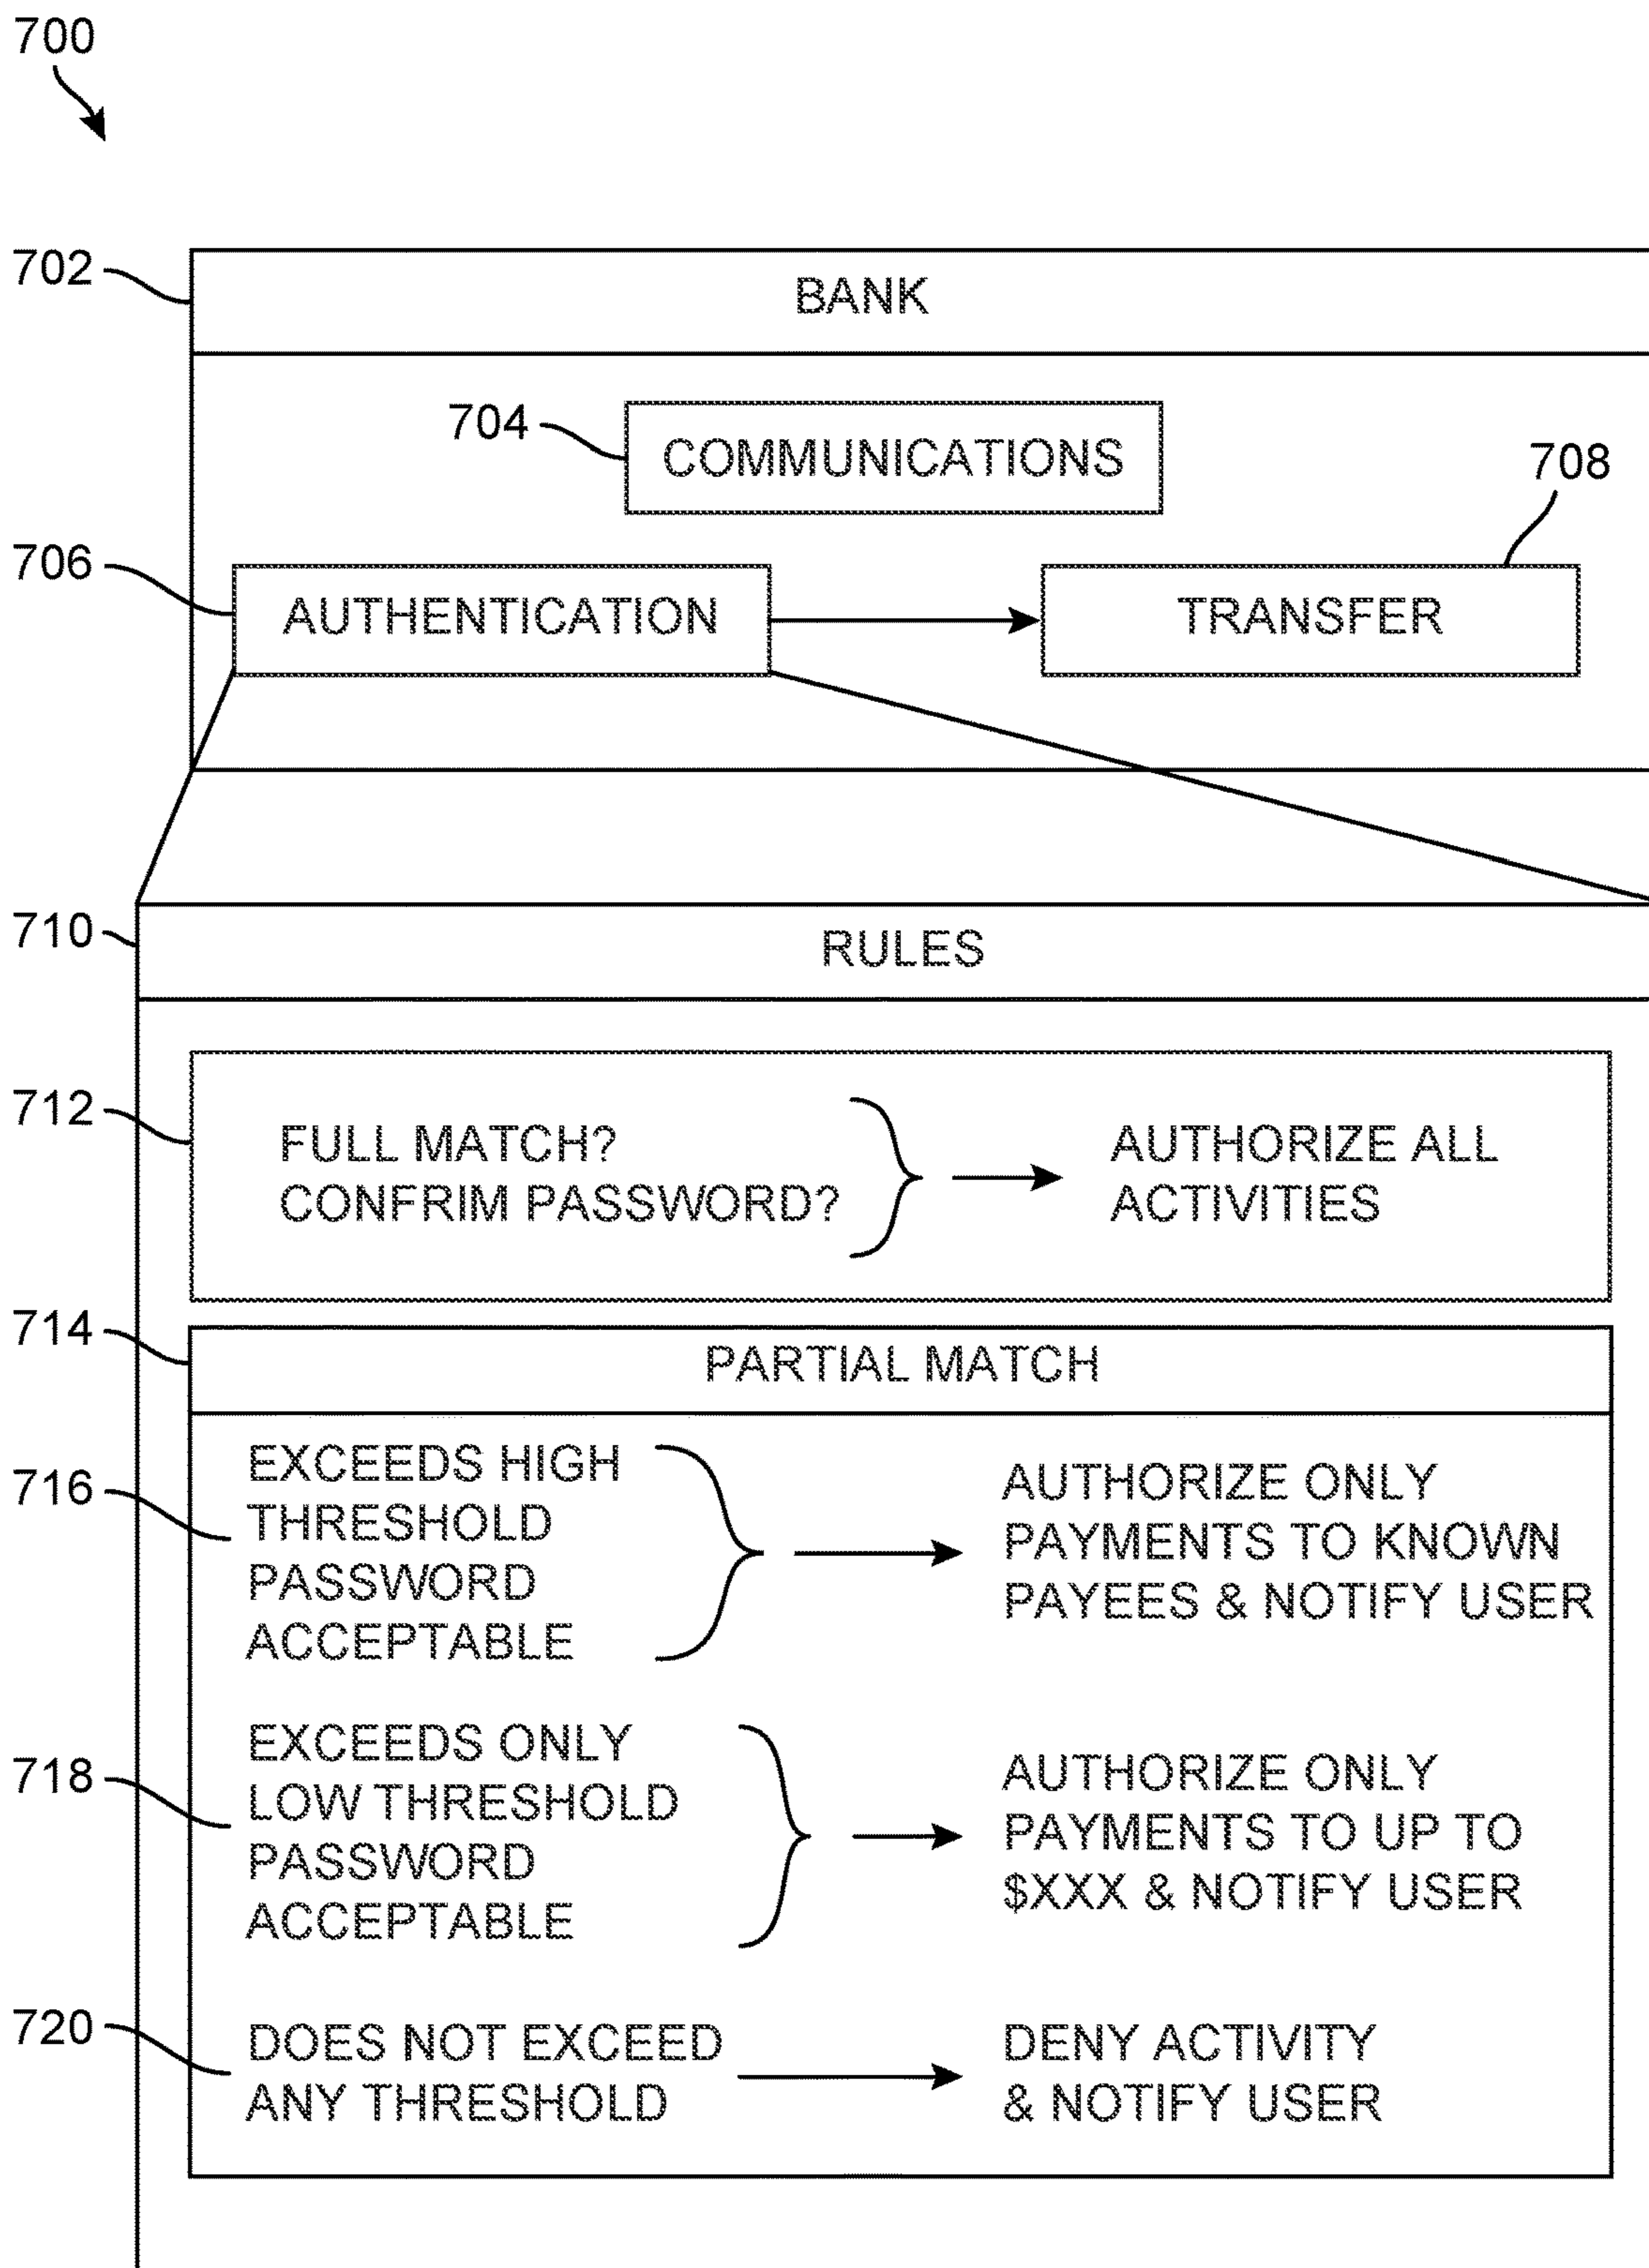 700
702
BANK
704
COMMUNICATIONS
708
706
AUTHENTICATION
TRANSFER
710
RULES
712
FULL MATCH?
CONFRIM PASSWORD?
AUTHORIZE ALL
ACTIVITIES
714
PARTIAL MATCH
716
EXCEEDS HIGH
THRESHOLD
PASSWORD
ACCEPTABLE
AUTHORIZE ONLY
PAYMENTS TO KNOWN
PAYEES & NOTIFY USER
718
EXCEEDS ONLY
LOW THRESHOLD
PASSWORD
ACCEPTABLE
AUTHORIZE ONLY
PAYMENTS TO UP TO
$XXX & NOTIFY USER
720
DOES NOT EXCEED
ANY THRESHOLD
DENY ACTIVITY
& NOTIFY USER